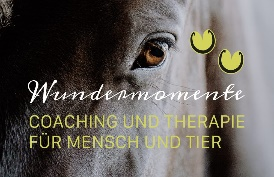 Wundermomente
COACHING UND THERAPIE
FÜR MENSCH UND TIER